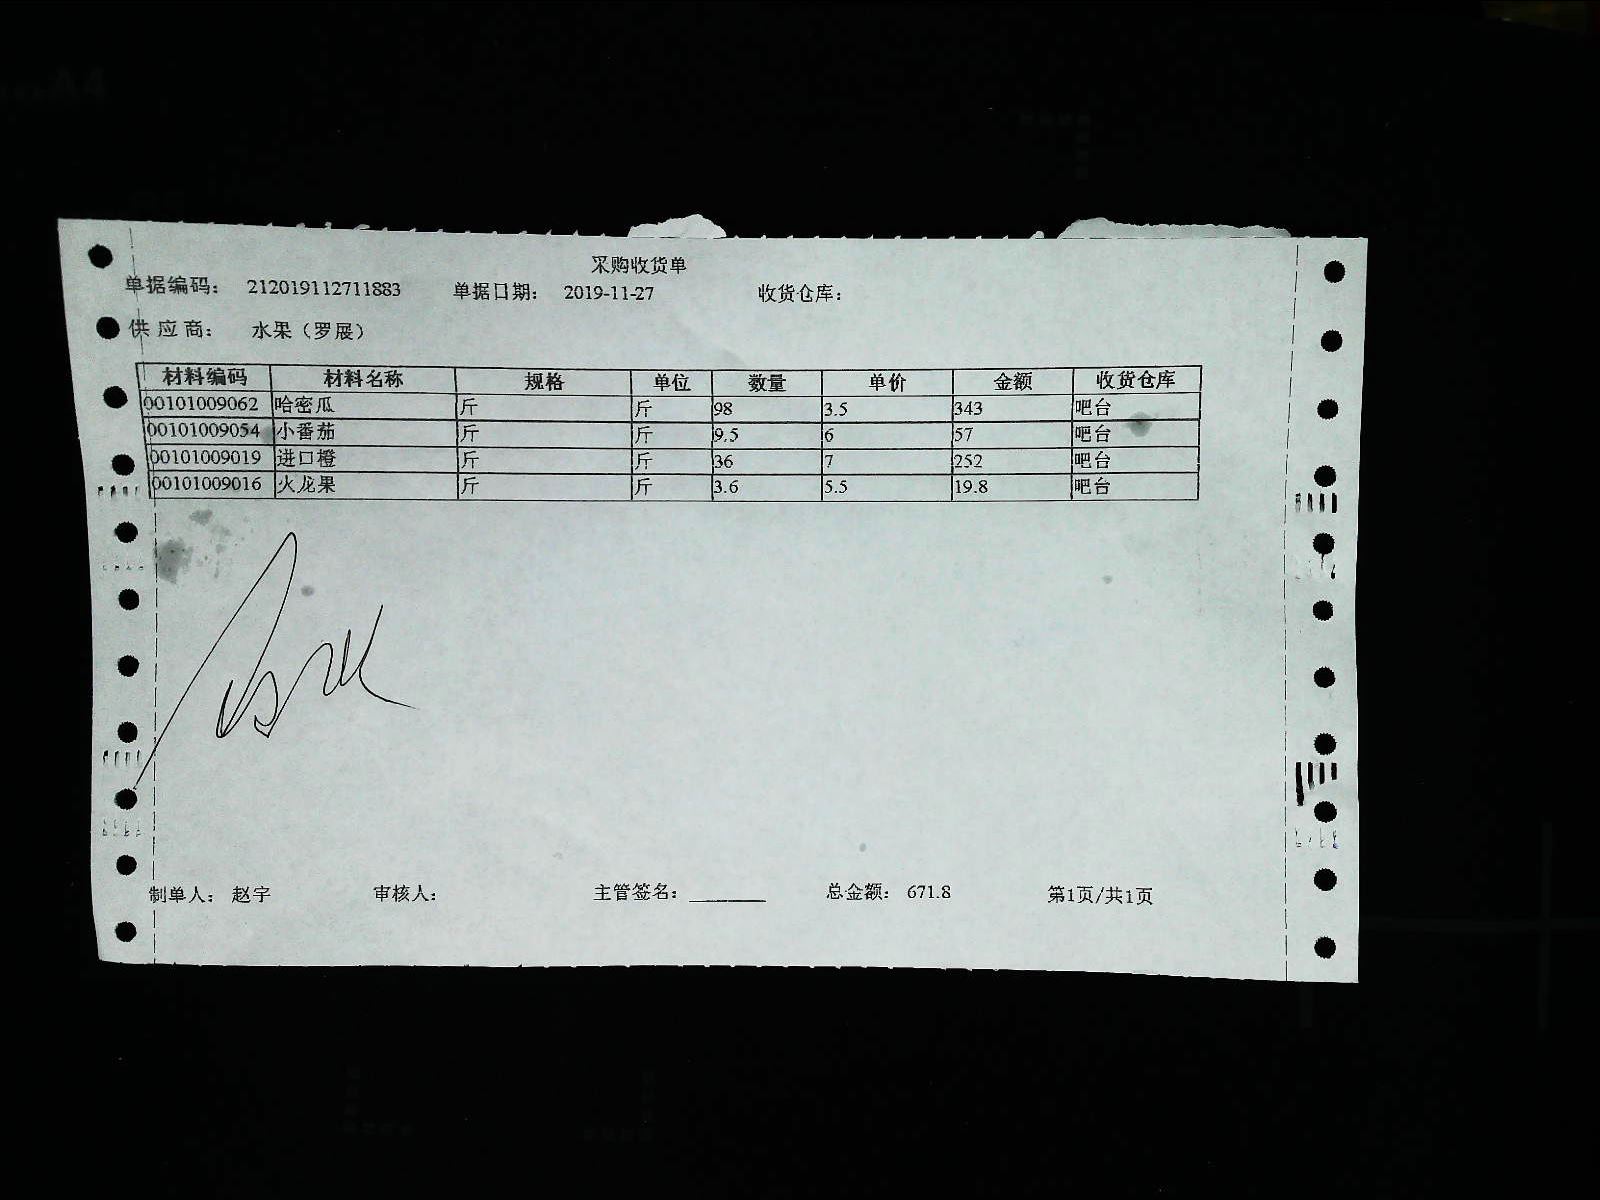 采购收货单
单据编码： 212019112711883 单据日期： 2019-11-27 收货仓库：
供应商： 水果（罗展）
材料编码 材料名称 规格 单位 数量 单价 金额 收货仓库
00101009062 哈密瓜 斤 斤 98 3.5 343 吧台
00101009054 小番茄 斤 斤 9.5 6 57 吧台
00101009019 进口橙 斤 斤 36 7 252 吧台
00101009016 火龙果 斤 斤 3.6 5.5 19.8 吧台
制单人： 赵宇 审核人： 主管签名： 总金额： 671.8 第1页/共1页